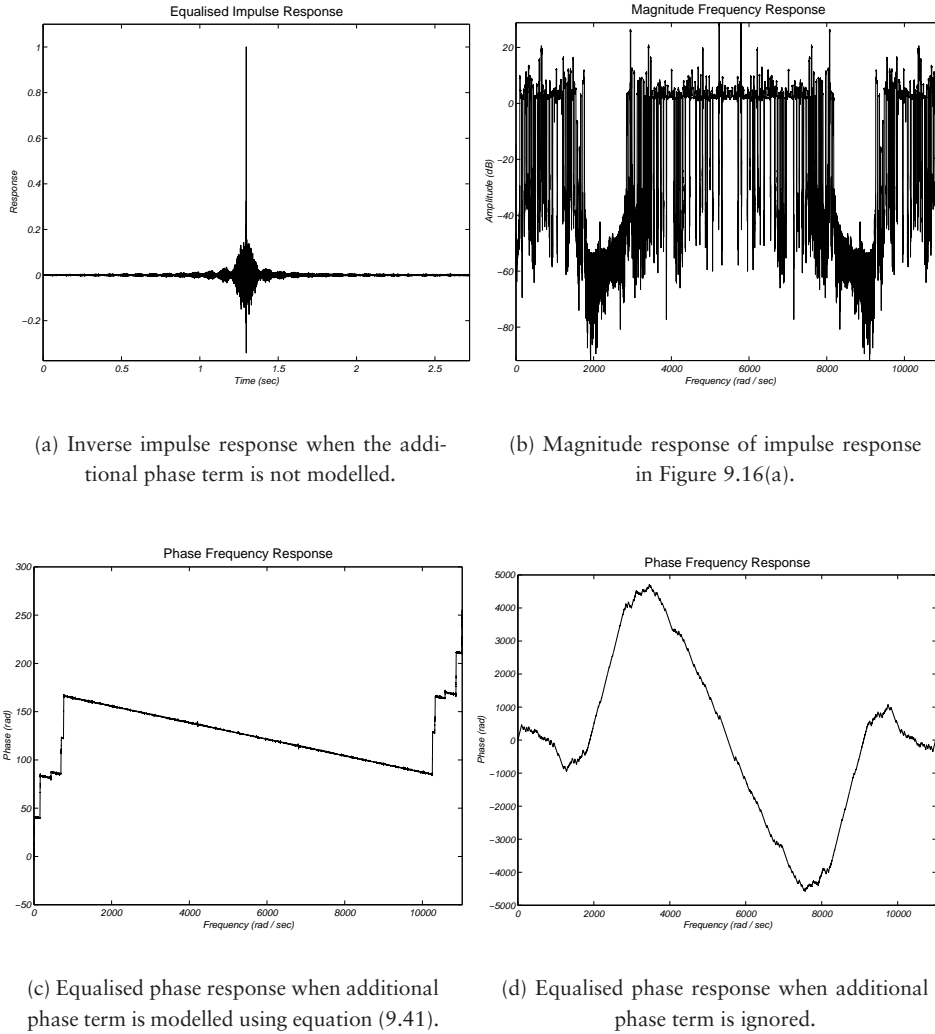 Equalised Impulse Response
1
0.8
0.6
0.4
0.2
0
−0.2
Response
0
0.5
1
1.5
2
2.5
Time (sec)
(a) Inverse impulse response when the addi-
tional phase term is not modelled.
Magnitude Frequency Response
20
0
−20
−40
−60
−80
Amplitude (dB)
0
2000
4000
6000
8000
10000
Frequency (rad / sec)
(b) Magnitude response of impulse response
in Figure 9.16(a).
Phase Frequency Response
300
250
200
150
100
50
0
−50
Phase (rad)
0
2000
4000
6000
8000
10000
Frequency (rad / sec)
(c) Equalised phase response when additional
phase term is modelled using equation (9.41).
Phase Frequency Response
5000
4000
3000
2000
1000
0
−1000
−2000
−3000
−4000
−5000
Phase (rad)
0
2000
4000
6000
8000
10000
Frequency (rad / sec)
(d) Equalised phase response when additional
phase term is ignored.